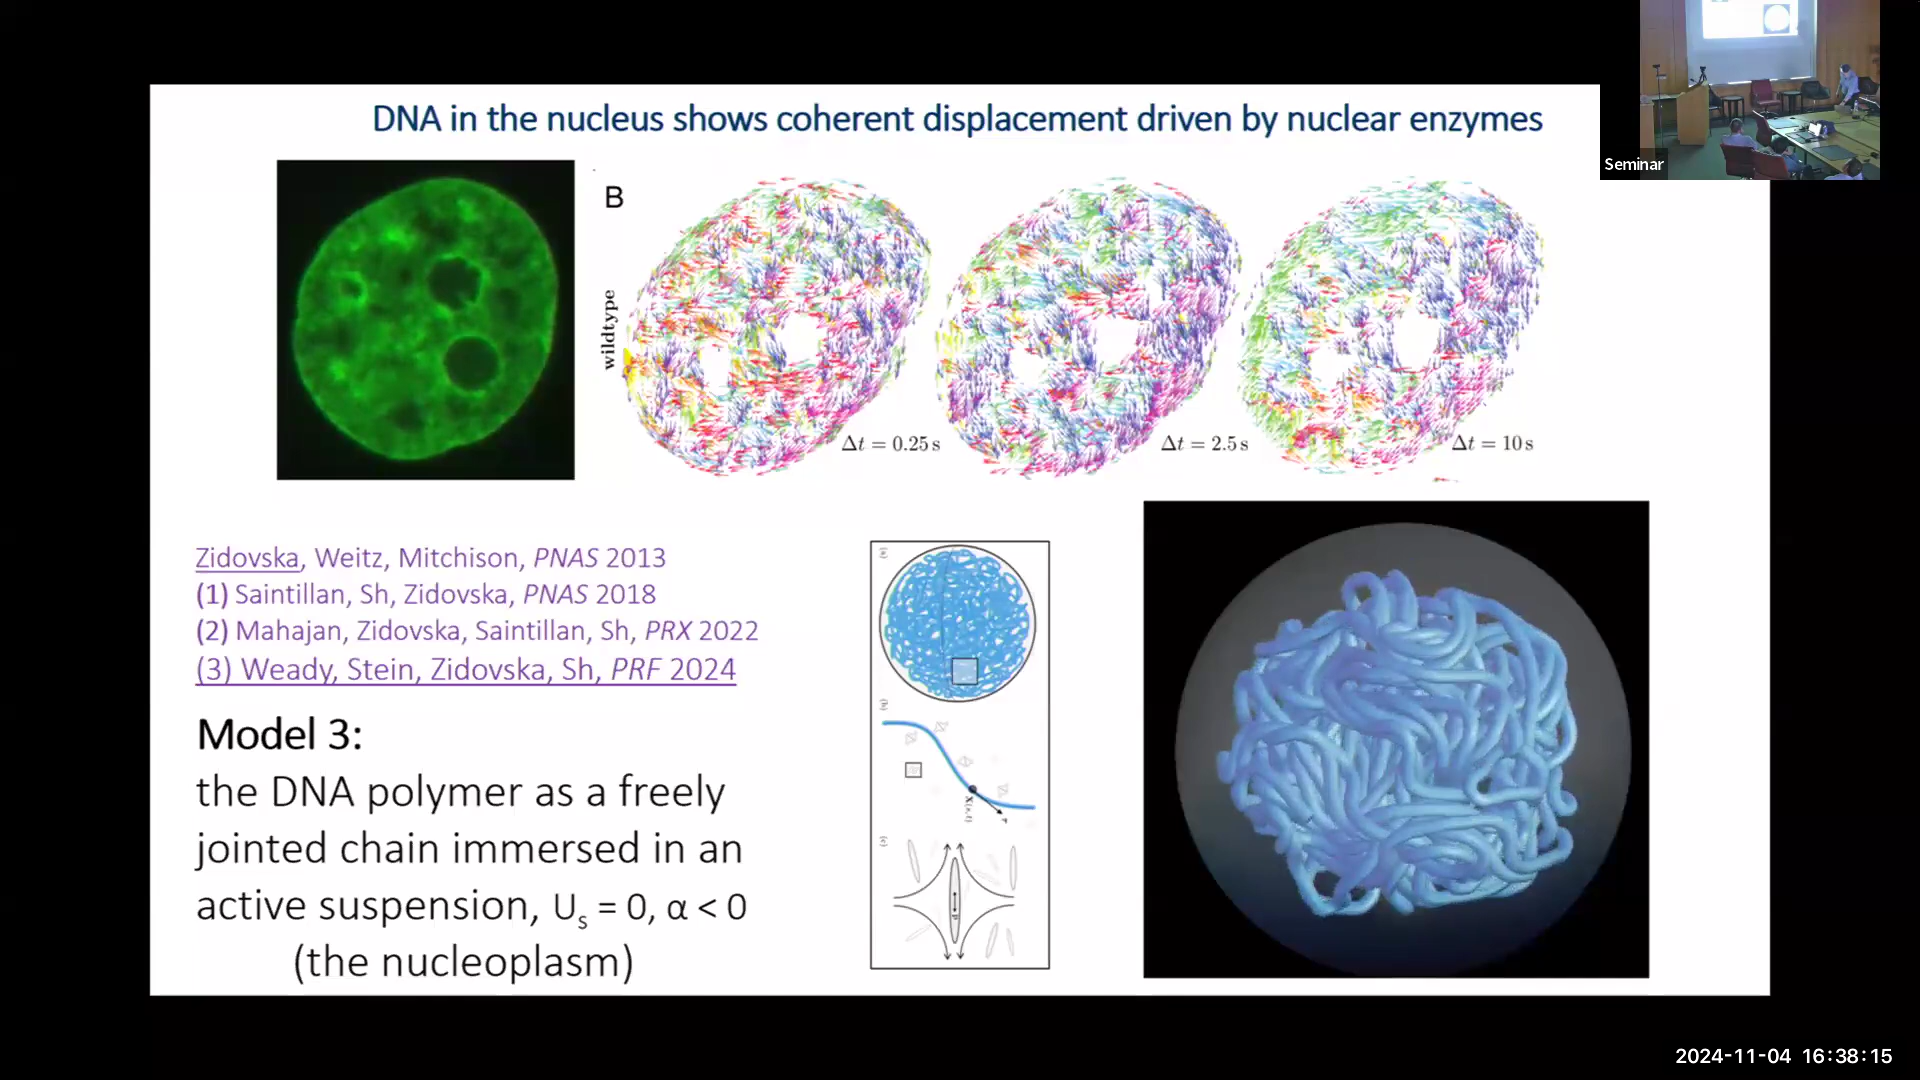 DNA in the nucleus shows coherent displacement driven by nuclear enzymes
Seminar
B
wildtype
Δt = 0.25 s
Δt = 2.5 s
Δt = 10 s
Zidovska, Weitz, Mitchison, PNAS 2013
(1) Saintillan, Sh, Zidovska, PNAS 2018
(2) Mahajan, Zidovska, Saintillan, Sh, PRX 2022
(3) Weady, Stein, Zidovska, Sh, PRF 2024
Model 3:
the DNA polymer as a freely
jointed chain immersed in an
active suspension, Us = 0, α < 0
(the nucleoplasm)
(a)
(b)
(c)
2024-11-04 16:38:15